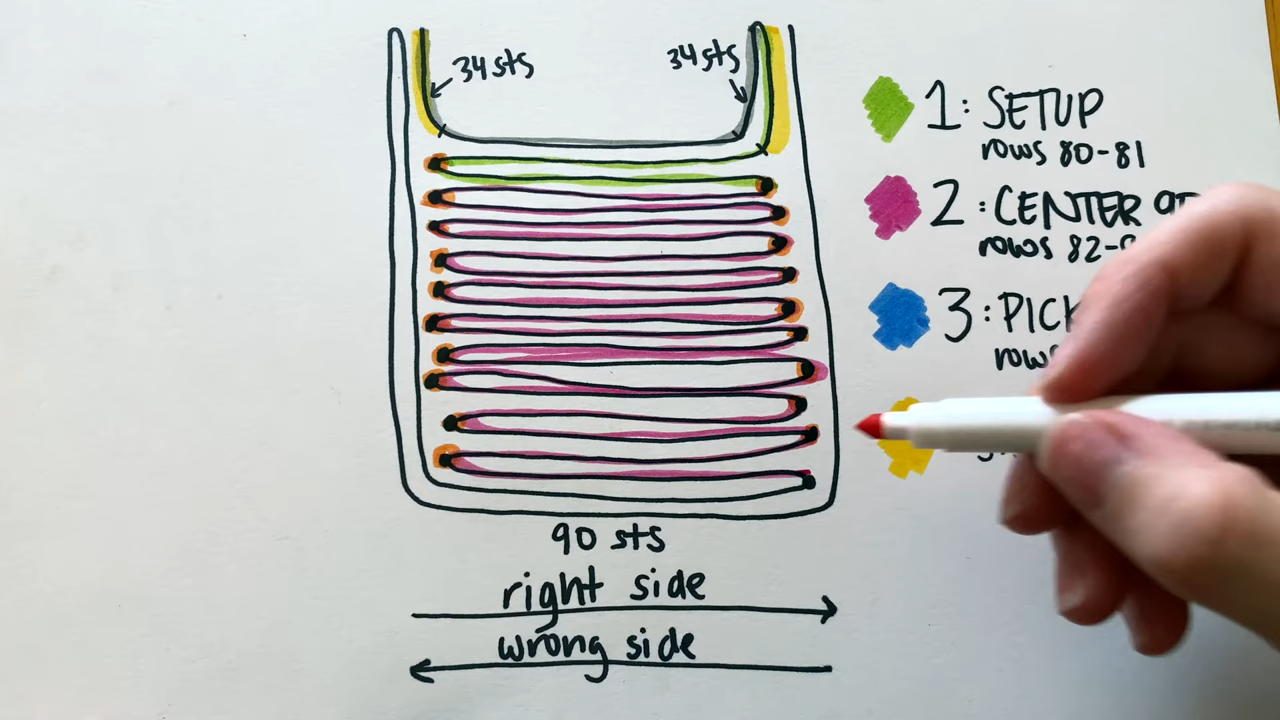 34 sts
34 sts
1: SETUP
rows 80-81
2: CENTER
rows 82-
3:
90 sts
right side
wrong side